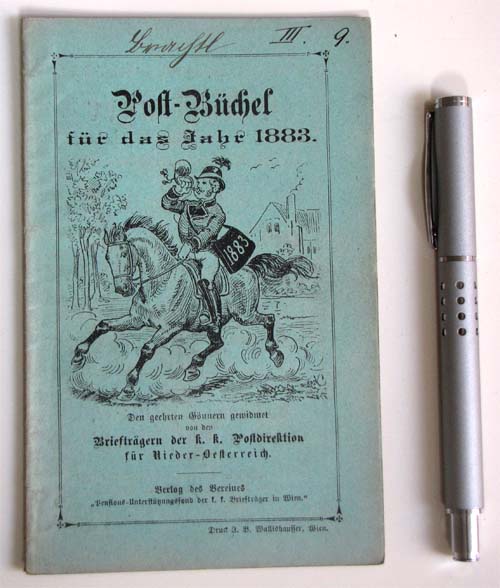 Brachtl III. 9.
Post-Büchel
für das Jahr 1883.
1883
Den geehrten Gönnern gewidmet
von den
Briefträgern der k. k. Postdirektion
für Nieder-Oesterreich.
Verlag des Vereines
„Pensions-Unterstützungsfond der k. k. Briefträger in Wien."
Druck J. B. Wallishausser, Wien.